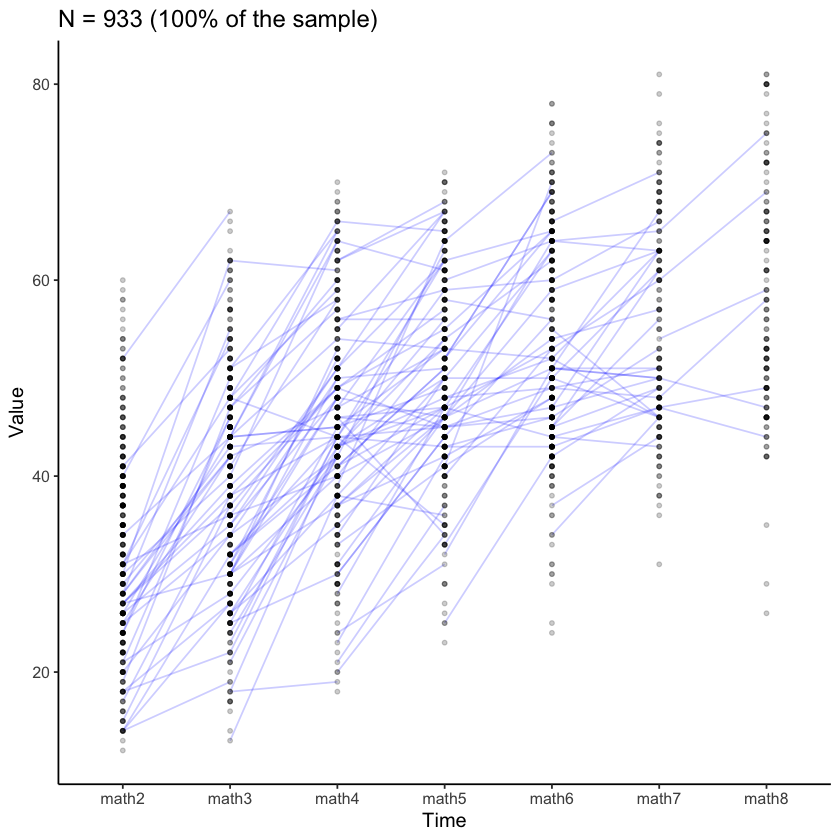 N = 933 (100% of the sample)
80
60
40
20
Value
math2 math3 math4 math5 math6 math7 math8
Time